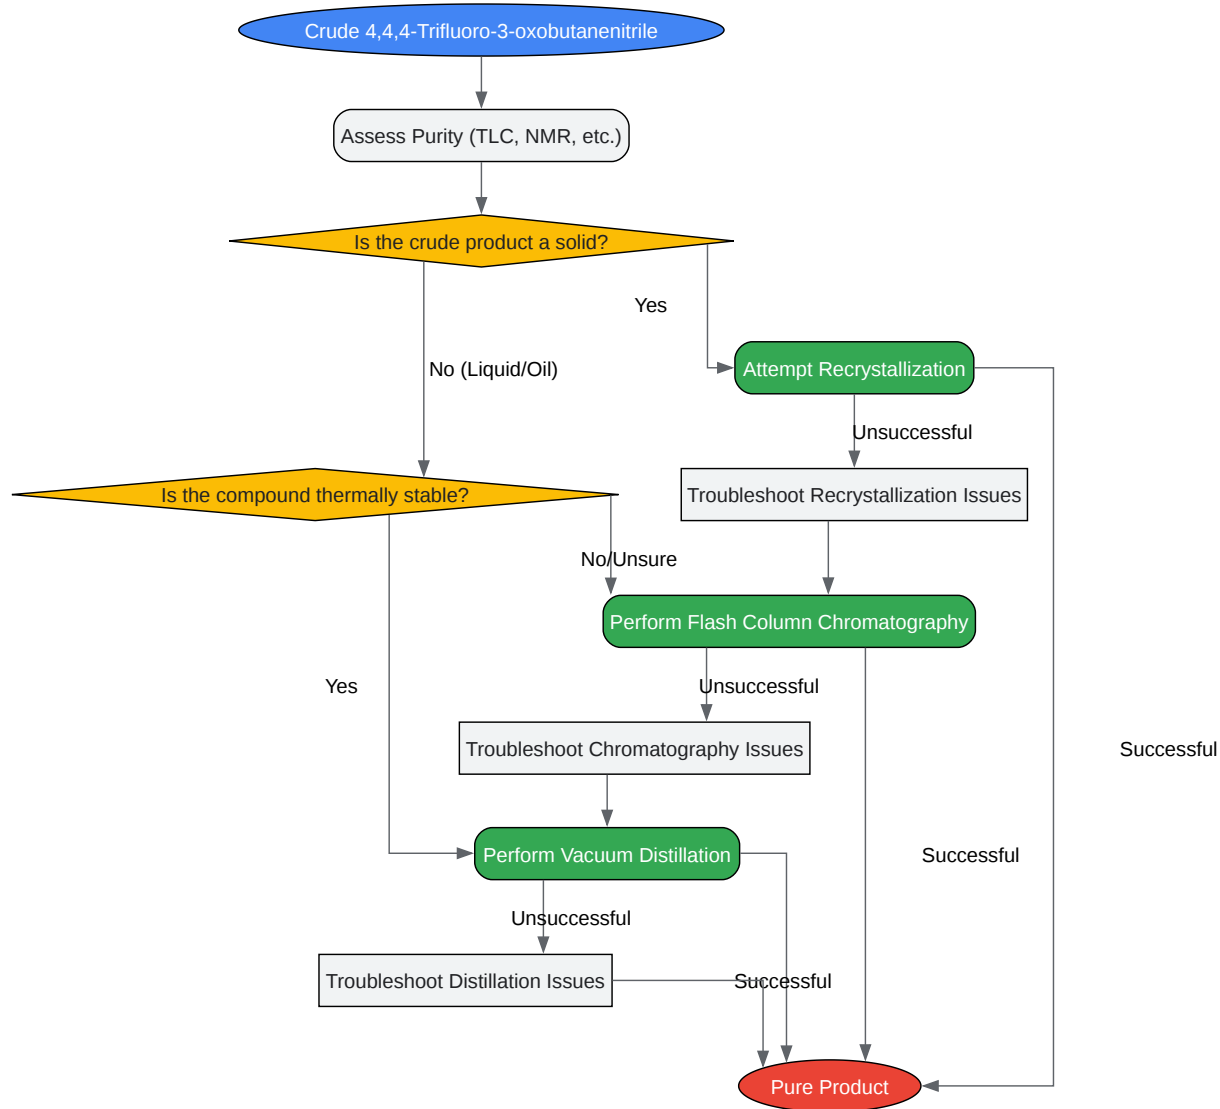 Crude 4,4,4-Trifluoro-3-oxobutanenitrile
Assess Purity (TLC, NMR, etc.)
Is the crude product a solid?
Yes
No (Liquid/Oil)
Attempt Recrystallization
Unsuccessful
Is the compound thermally stable?
Troubleshoot Recrystallization Issues
No/Unsure
Perform Flash Column Chromatography
Yes
Unsuccessful
Troubleshoot Chromatography Issues
Successful
Perform Vacuum Distillation
Successful
Unsuccessful
Troubleshoot Distillation Issues
Successful
Pure Product